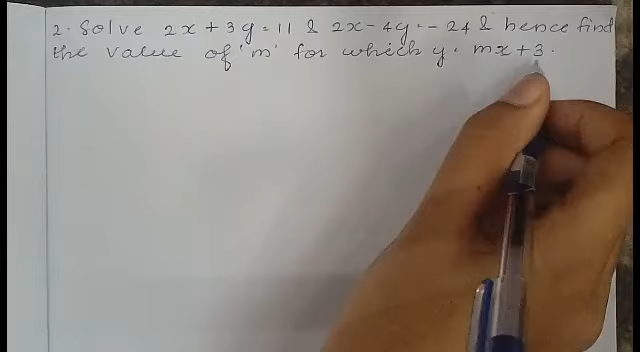 2. Solve 2x + 3y = 11 & 2x - 4y = - 24 & hence find
the value of 'm' for which y = mx + 3.